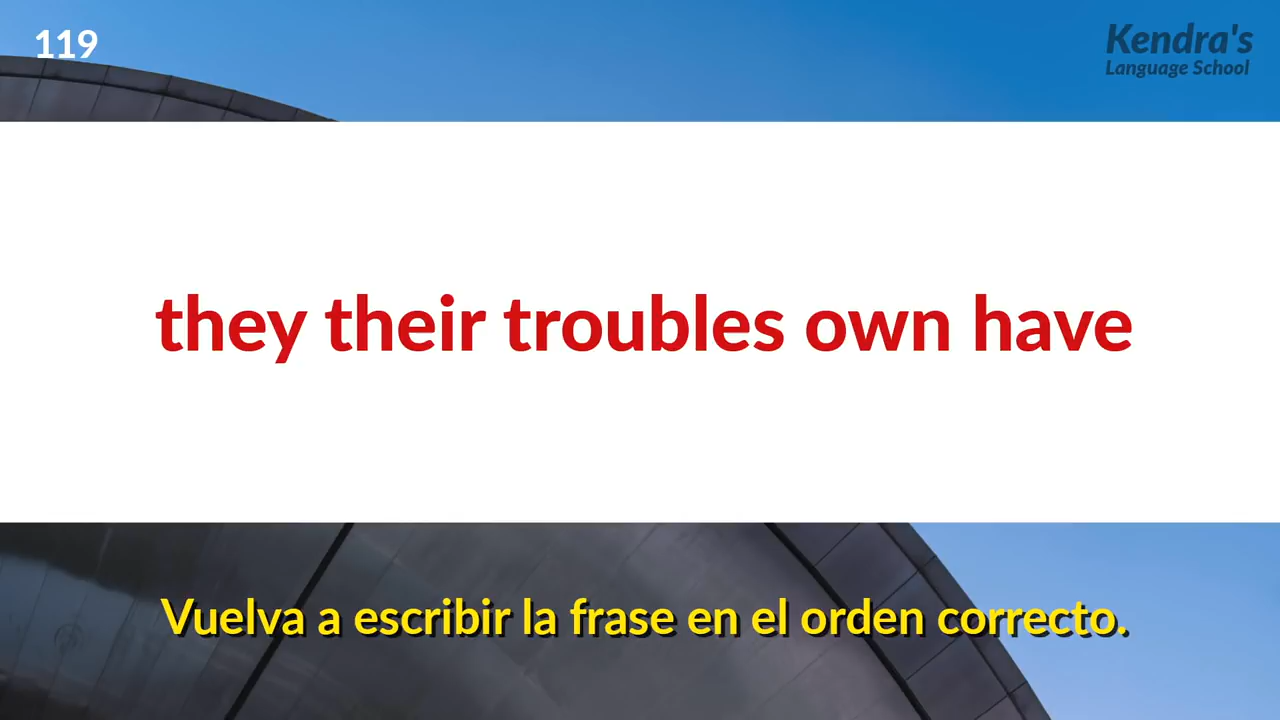 119
Kendra's
Language School
they their troubles own have
Vuelva a escribir la frase en el orden correcto.